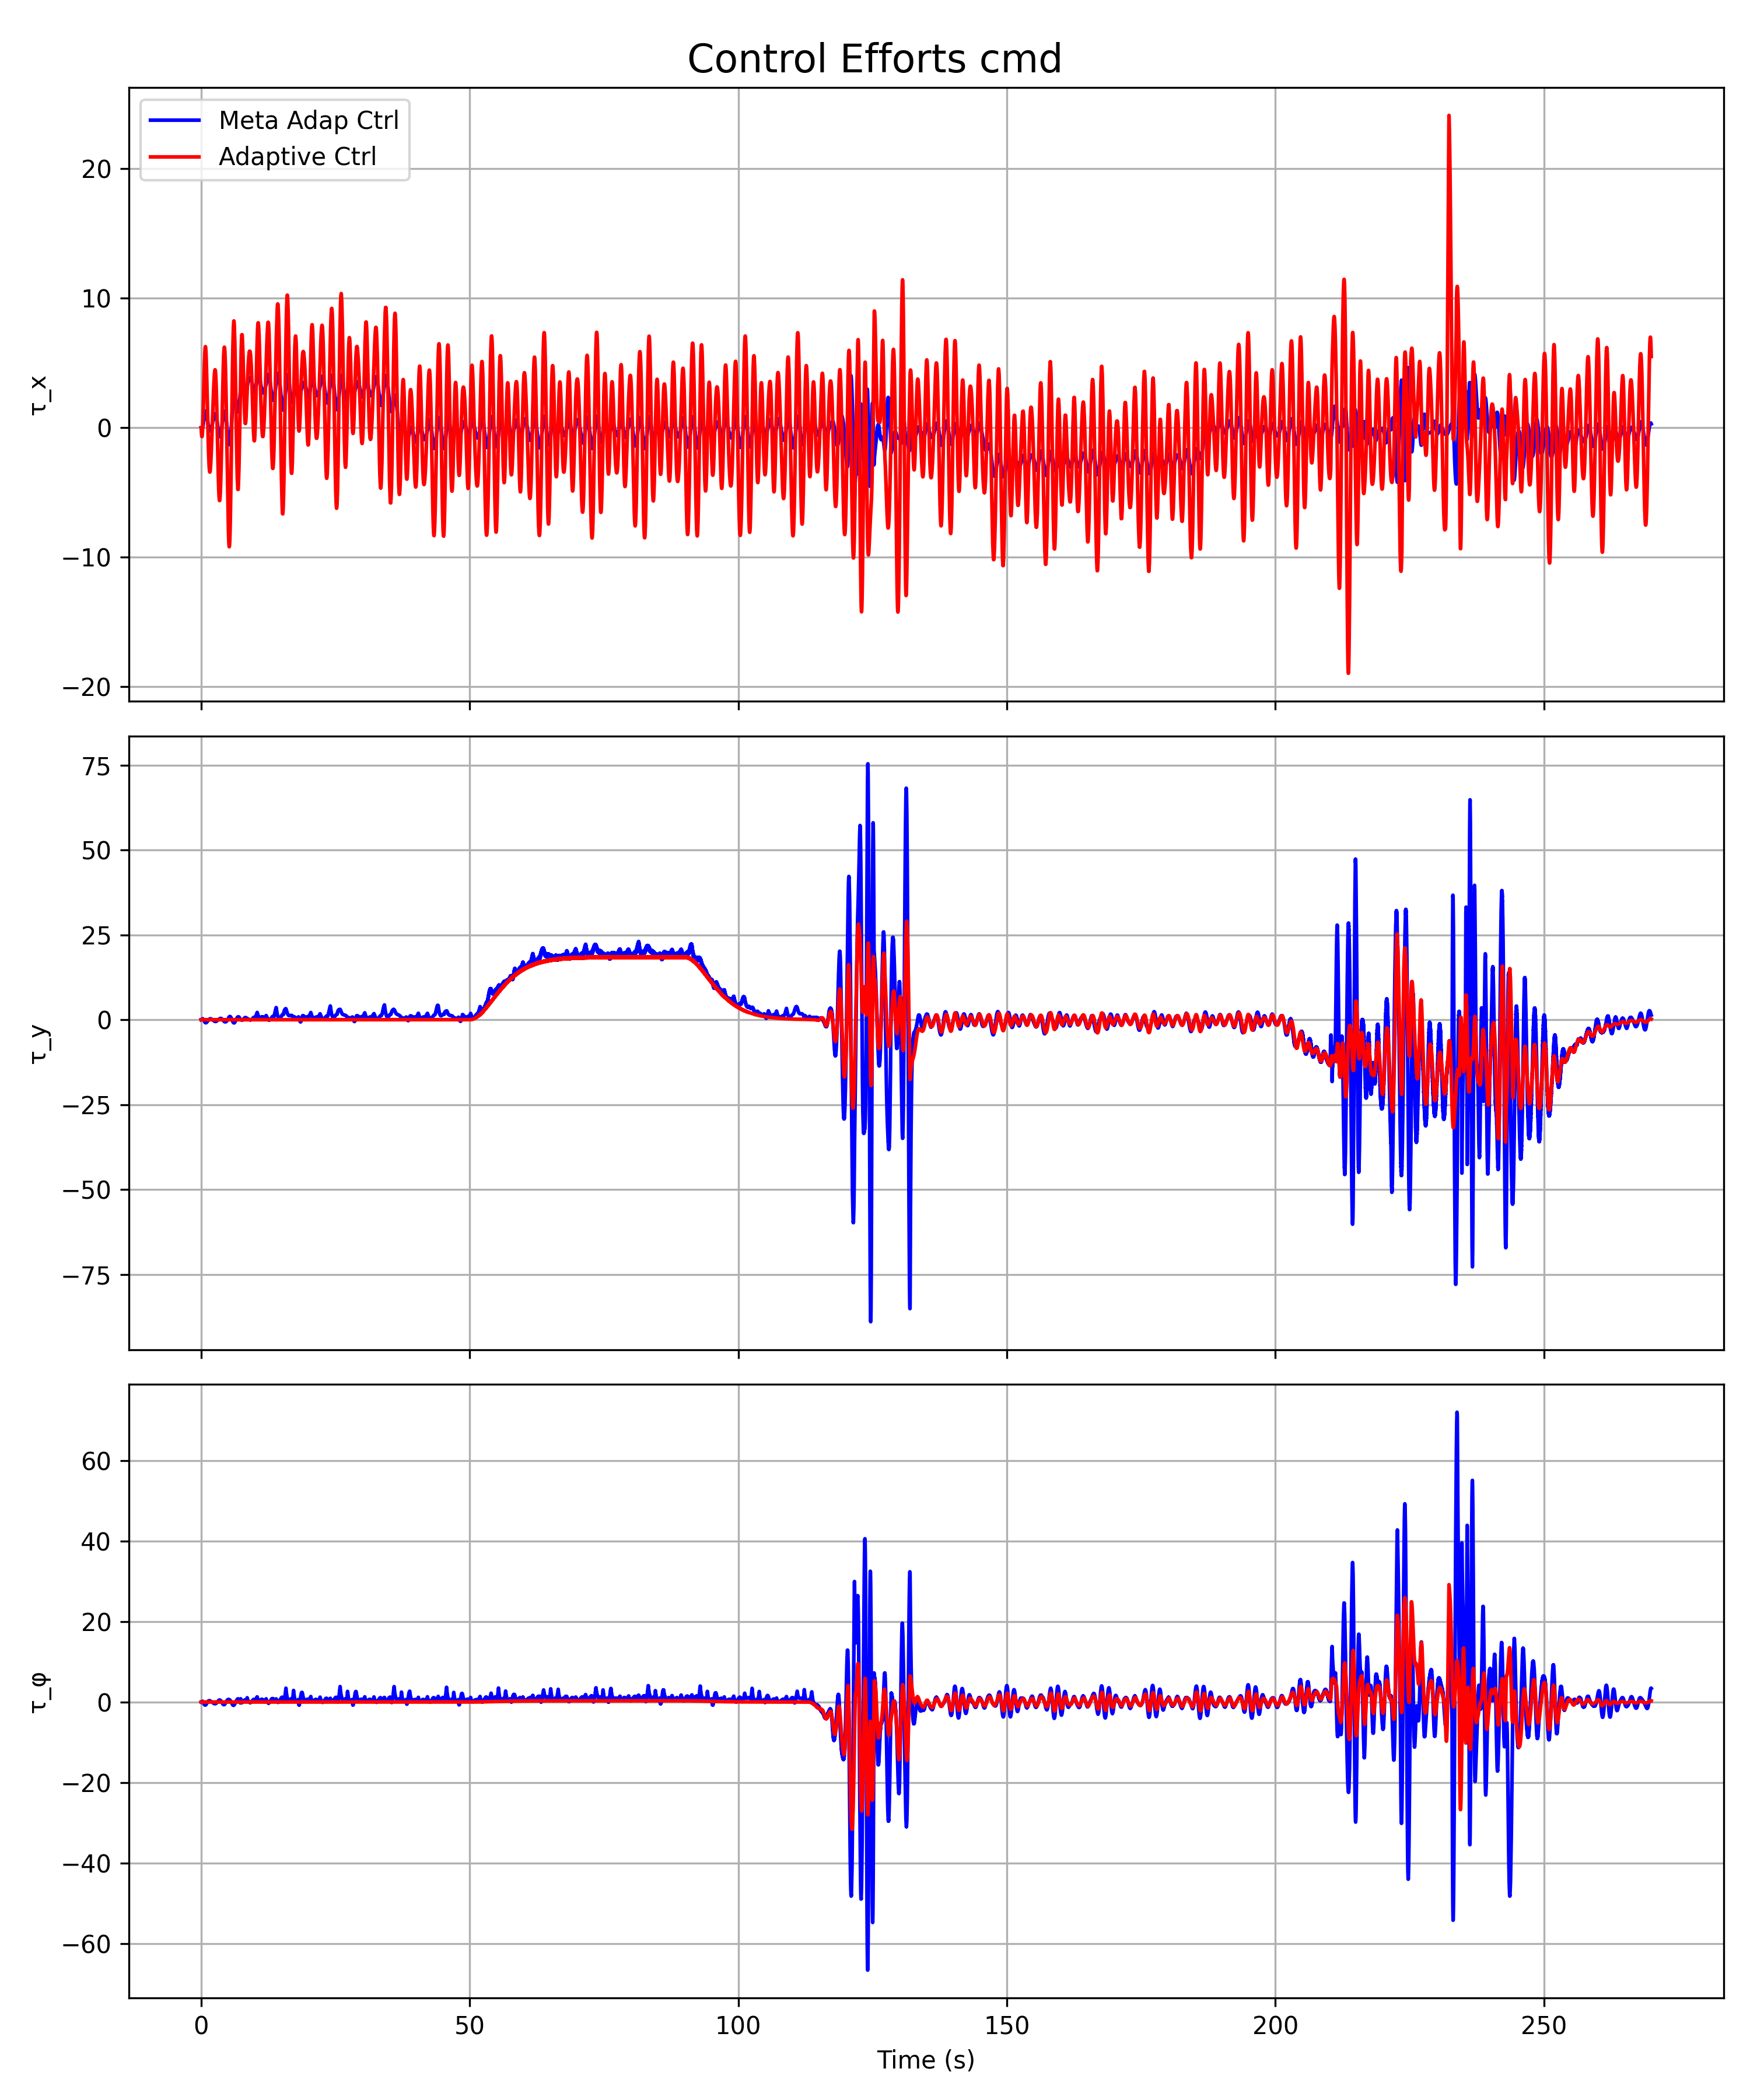 Control Efforts cmd
Meta Adap Ctrl
Adaptive Ctrl
20
10
0
−10
−20
τ_x
75
50
25
0
−25
−50
−75
τ_y
60
40
20
0
−20
−40
−60
τ_φ
0 50 100 150 200 250
Time (s)